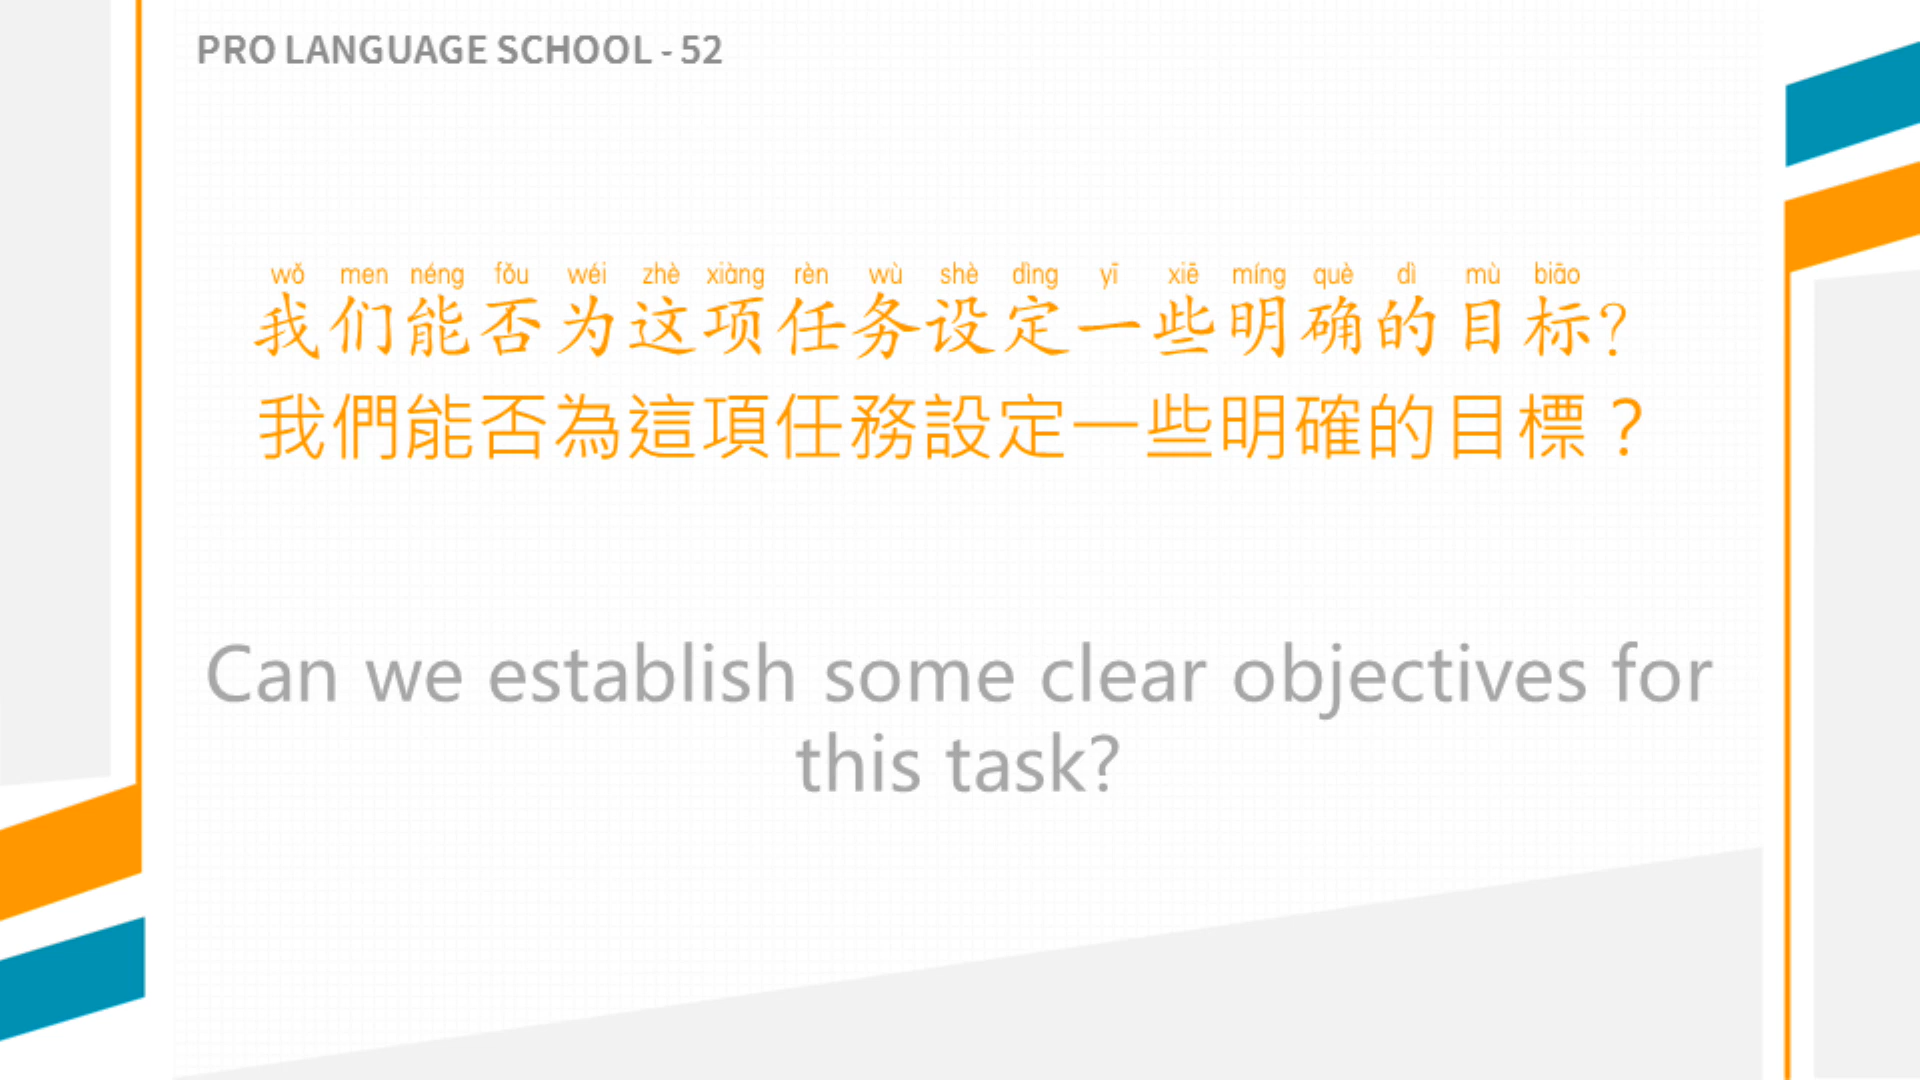 PRO LANGUAGE SCHOOL - 52
wǒ men néng fǒu wéi zhè xiàng rèn wù shè dìng yī xiē míng què dì mù biāo
我们能否为这项任务设定一些明确的目标?
我們能否為這項任務設定一些明確的目標？
Can we establish some clear objectives for
this task?